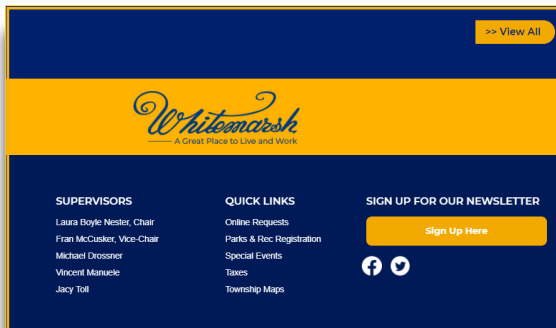 >> View All
Whitemarsh
A Great Place to Live and Work
SUPERVISORS
Laura Boyle Nester, Chair
Fran McCusker, Vice-Chair
Michael Drossner
Vincent Manuele
Jacy Toll
QUICK LINKS
Online Requests
Parks & Rec Registration
Special Events
Taxes
Township Maps
SIGN UP FOR OUR NEWSLETTER
Sign Up Here